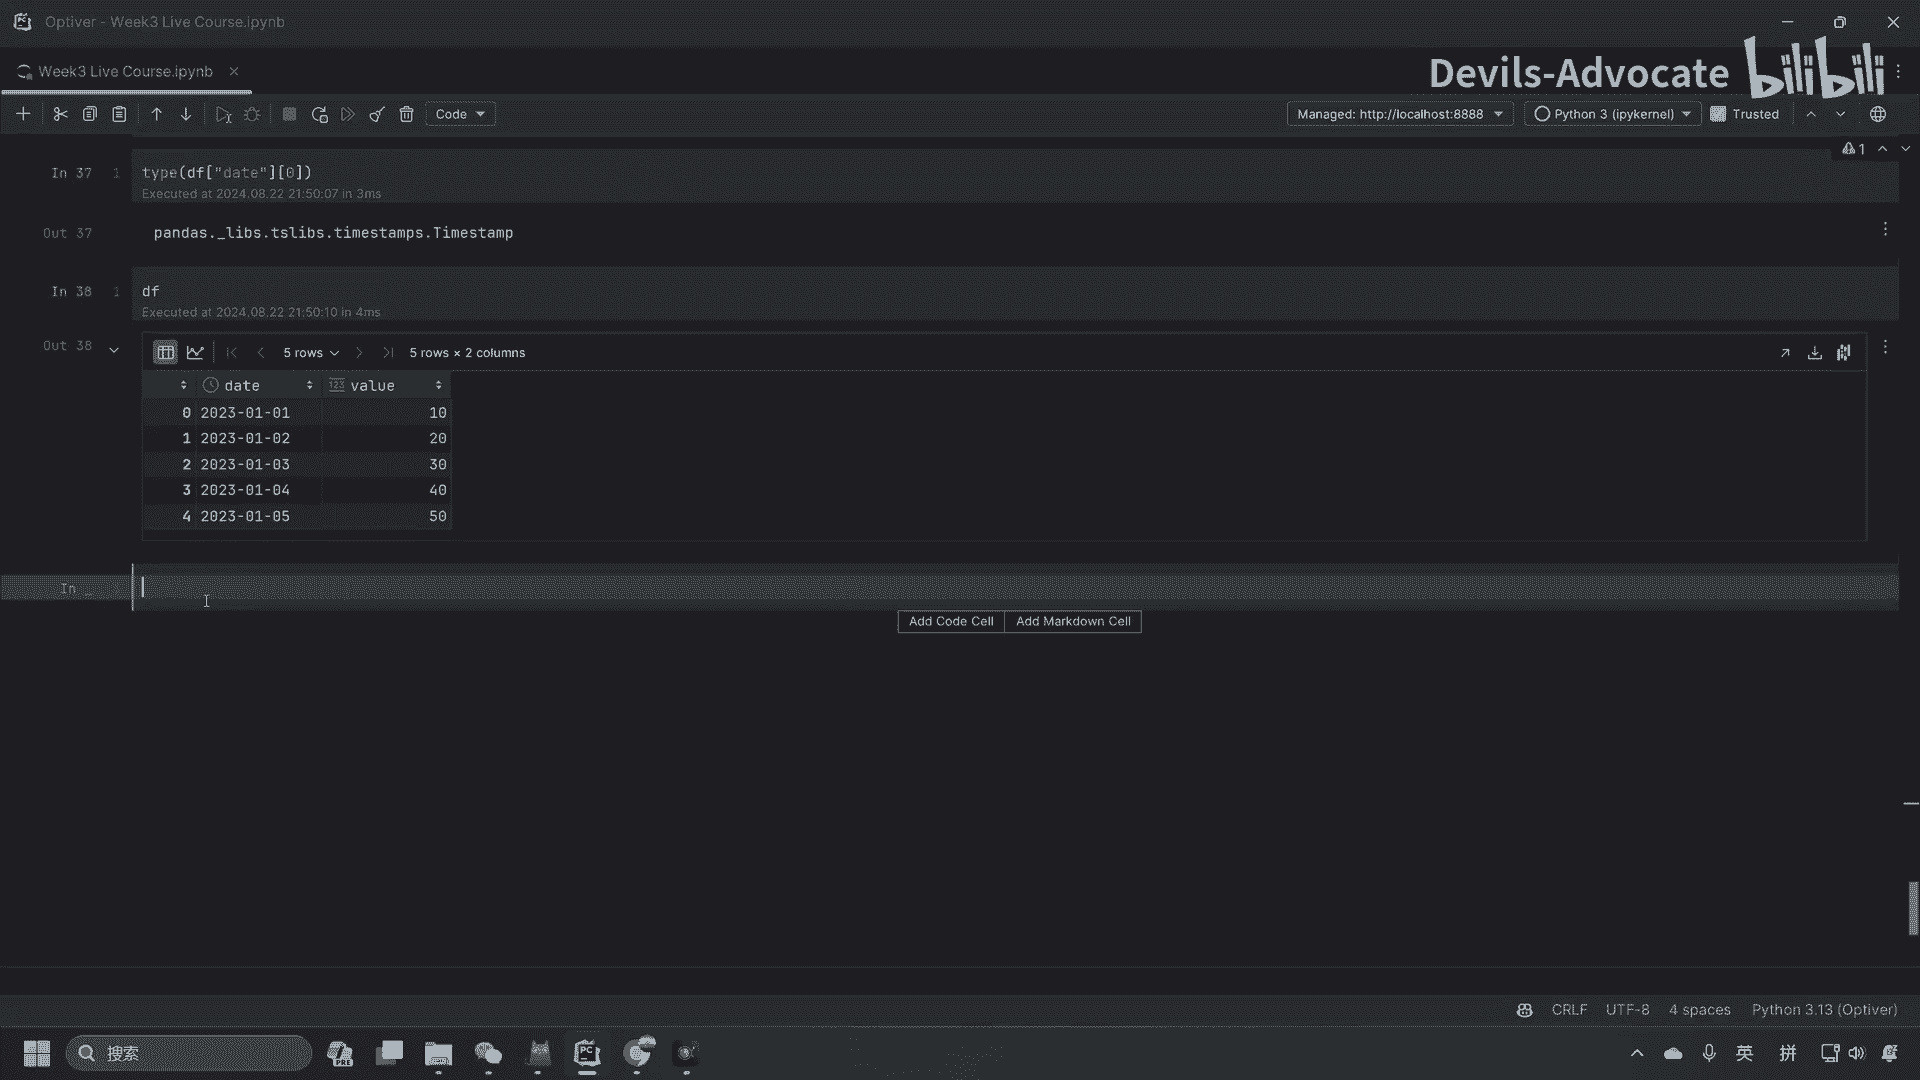 Optiver - Week3 Live Course.ipynb
Week3 Live Course.ipynb
Devils-Advocate bilibili
Code
Managed: http://localhost:8888
Python 3 (ipykernel)
Trusted
1
In 37 1 type(df["date"][0])
Executed at 2024.08.22 21:50:07 in 3ms
Out 37 pandas._libs.tslibs.timestamps.Timestamp
In 38 1 df
Executed at 2024.08.22 21:50:10 in 4ms
Out 38
5 rows
5 rows × 2 columns
date 123 value
0 2023-01-01 10
1 2023-01-02 20
2 2023-01-03 30
3 2023-01-04 40
4 2023-01-05 50
In _
Add Code Cell Add Markdown Cell
CRLF UTF-8 4 spaces Python 3.13 (Optiver)
搜索
PRE
PC
英 拼